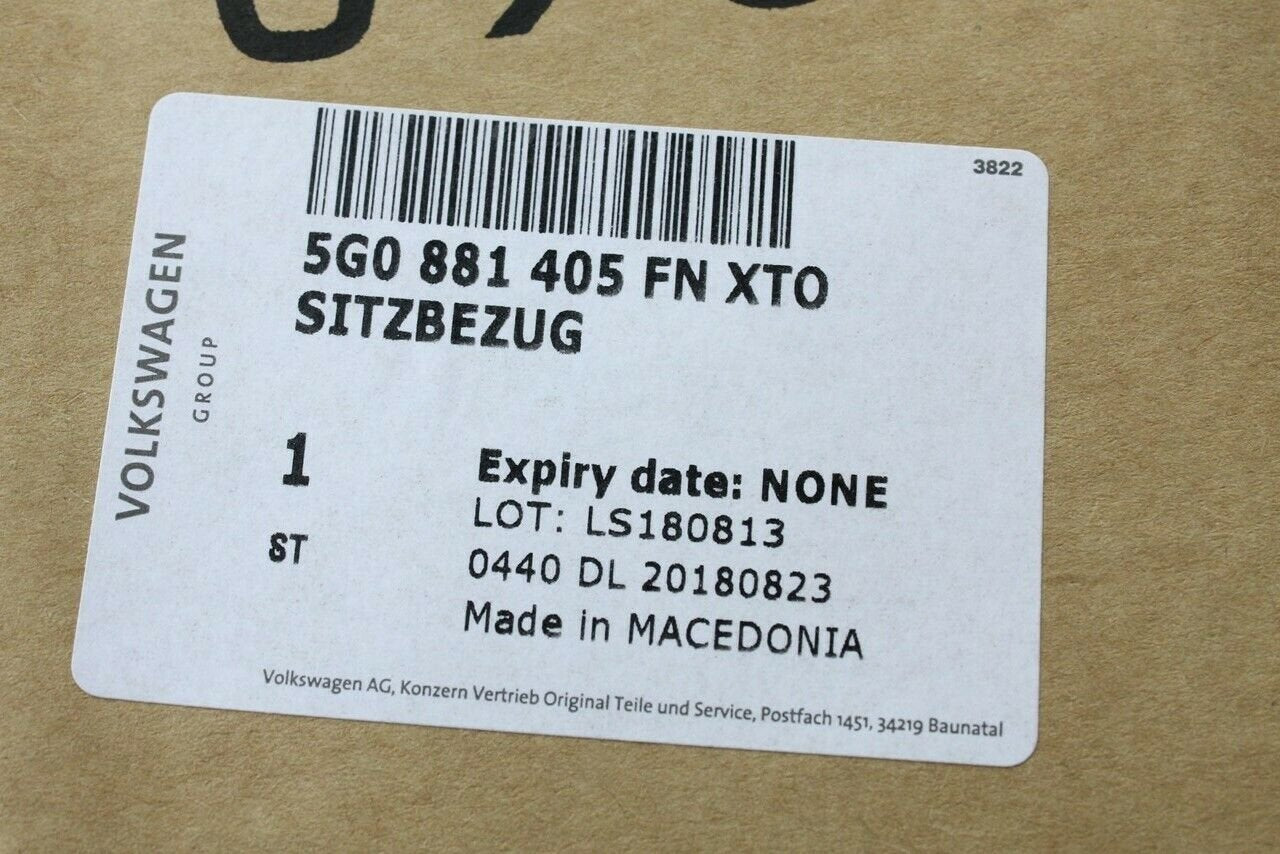 3822
5G0 881 405 FN XTO
SITZBEZUG
VOLKSWAGEN
GROUP
1
ST
Expiry date: NONE
LOT: LS180813
0440 DL 20180823
Made in MACEDONIA
Volkswagen AG, Konzern Vertrieb Original Teile und Service, Postfach 1451, 34219 Baunatal